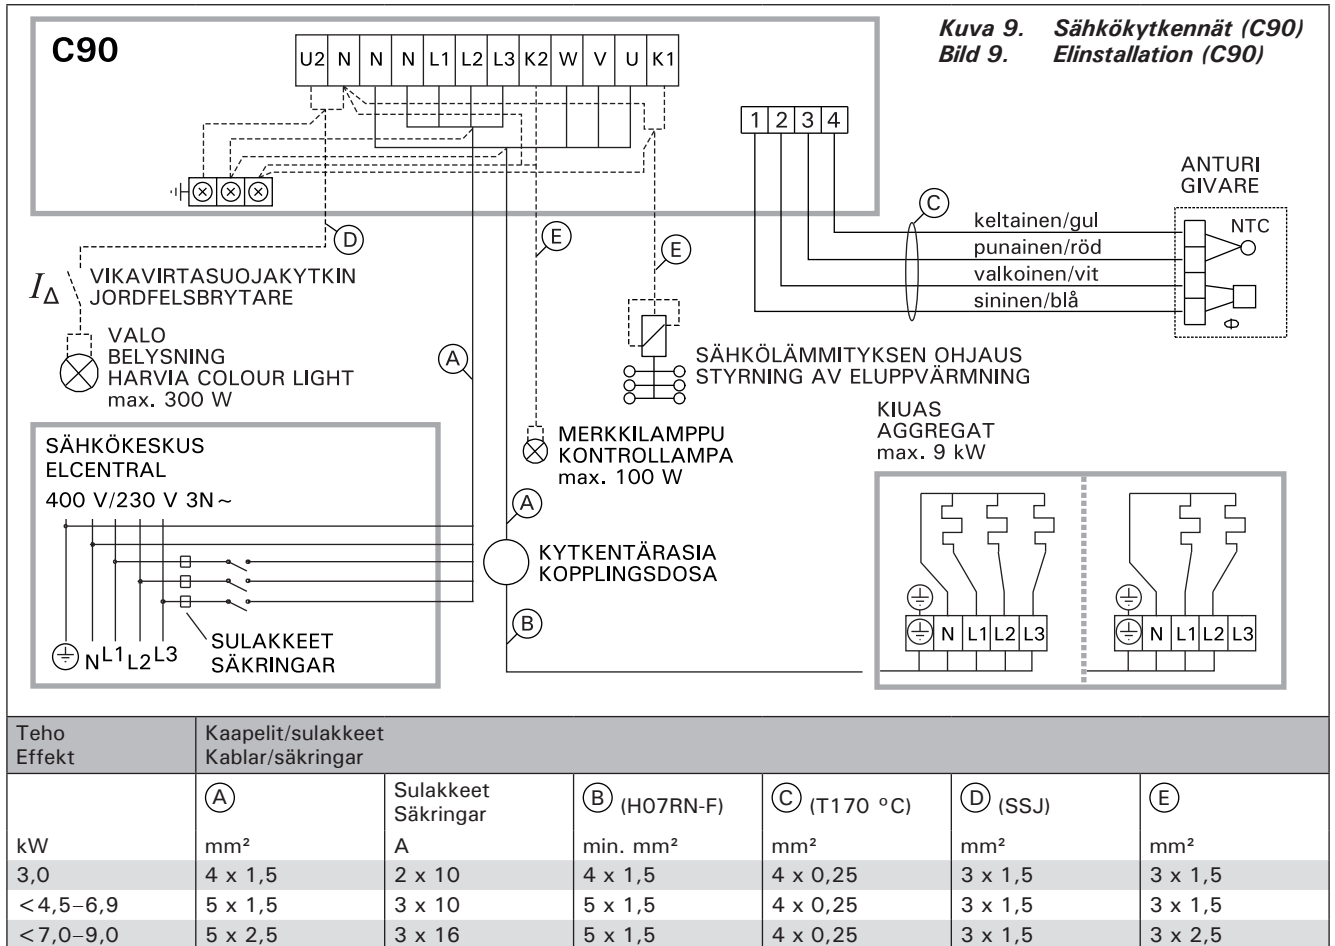 C90
Kuva 9. Sähkökytkennät (C90)
Bild 9. Elinstallation (C90)
U2 N N N L1 L2 L3 K2 W V U K1
1 2 3 4
ANTURI
GIVARE
NTC
C
keltainen/gul
punainen/röd
valkoinen/vit
sininen/blå
Φ
D
E
E
I∆
VIKAVIRTASUOJAKYTKIN
JORDFELSBRYTARE
VALO
BELYSNING
HARVIA COLOUR LIGHT
max. 300 W
A
SÄHKÖLÄMMITYKSEN OHJAUS
STYRNING AV ELUPPVÄRMNING
MERKKILAMPPU
KONTROLLAMPA
max. 100 W
KIUAS
AGGREGAT
max. 9 kW
SÄHKÖKESKUS
ELCENTRAL
400 V/230 V 3N~
A
KYTKENTÄRASIA
KOPPLINGSDOSA
B
N L1 L2 L3
SULAKKEET
SÄKRINGAR
N L1 L2 L3
N L1 L2 L3
Teho
Effekt
Kaapelit/sulakkeet
Kablar/säkringar
A
Sulakkeet
Säkringar
B (H07RN-F)
C (T170 °C)
D (SSJ)
E
kW mm² A min. mm² mm² mm² mm²
3,0 4 x 1,5 2 x 10 4 x 1,5 4 x 0,25 3 x 1,5 3 x 1,5
<4,5–6,9 5 x 1,5 3 x 10 5 x 1,5 4 x 0,25 3 x 1,5 3 x 1,5
<7,0–9,0 5 x 2,5 3 x 16 5 x 1,5 4 x 0,25 3 x 1,5 3 x 2,5